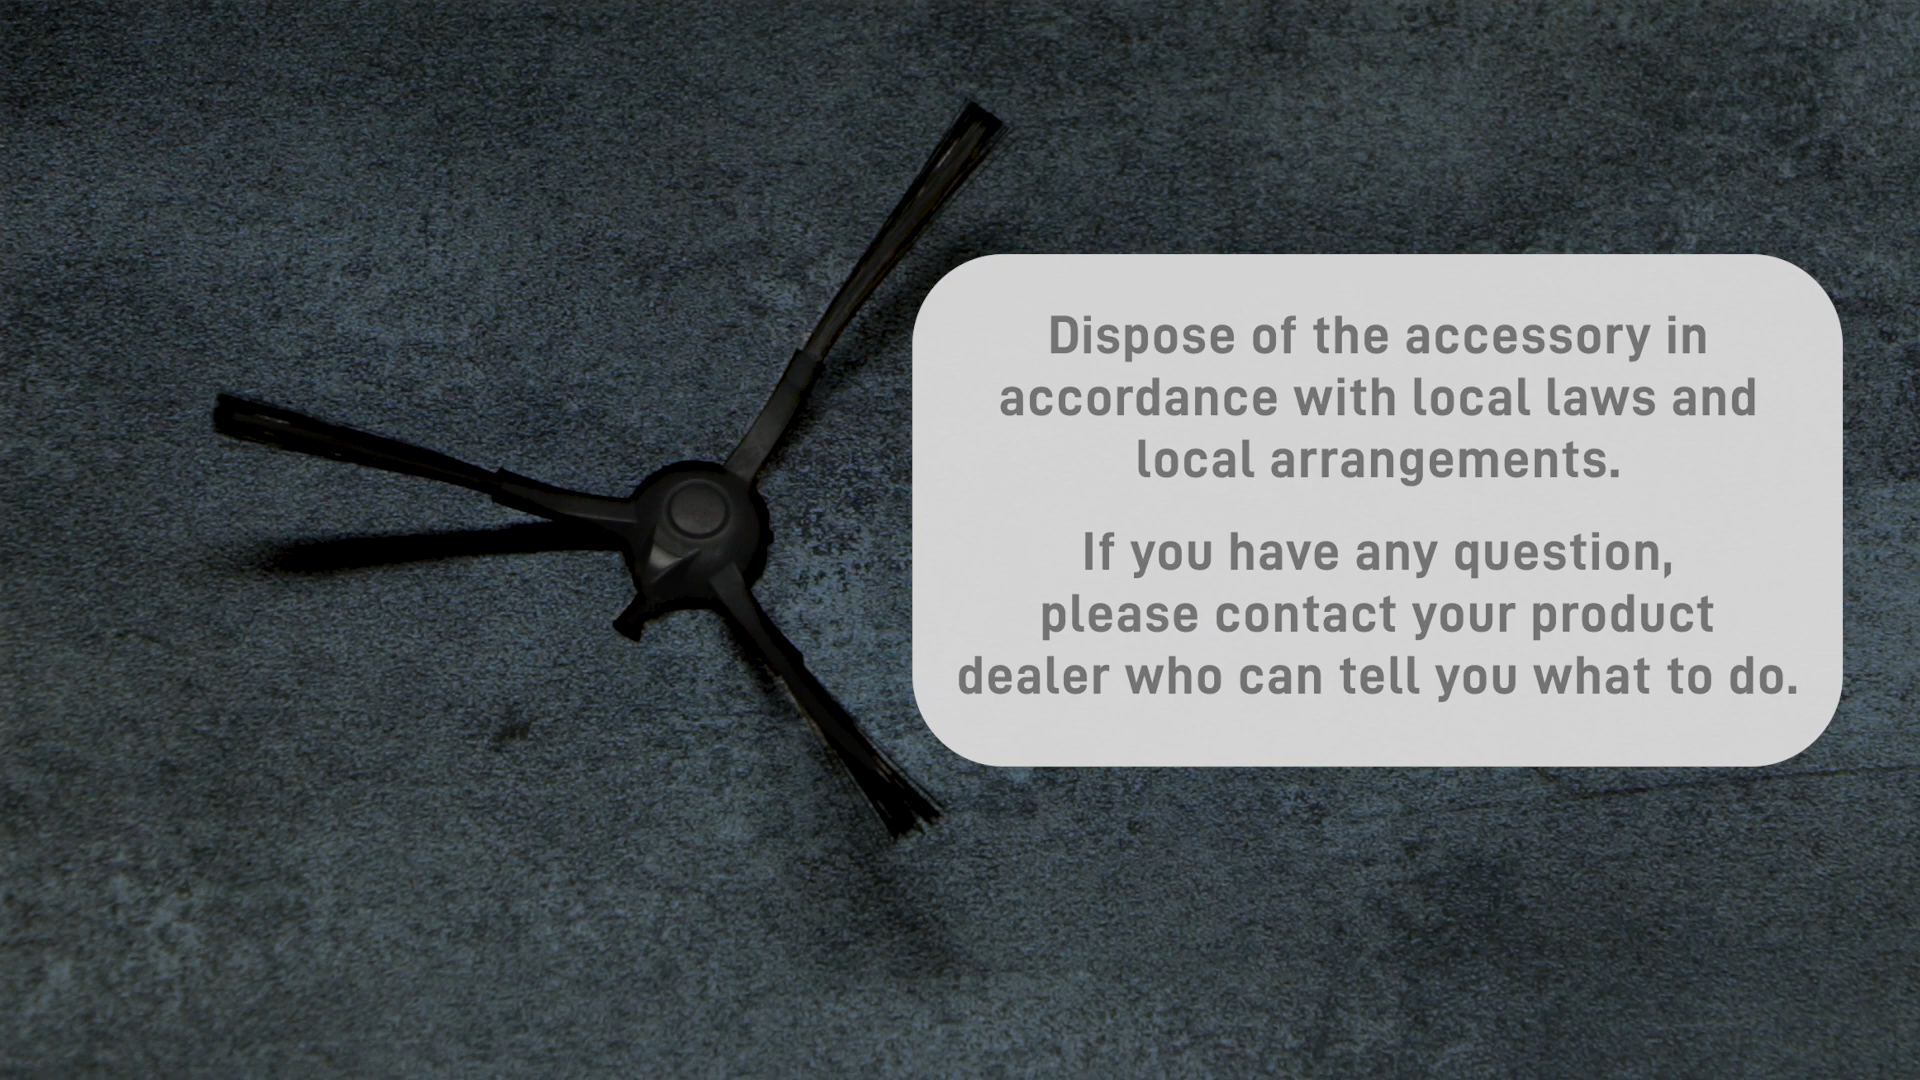 Dispose of the accessory in
accordance with local laws and
local arrangements.
If you have any question,
please contact your product
dealer who can tell you what to do.